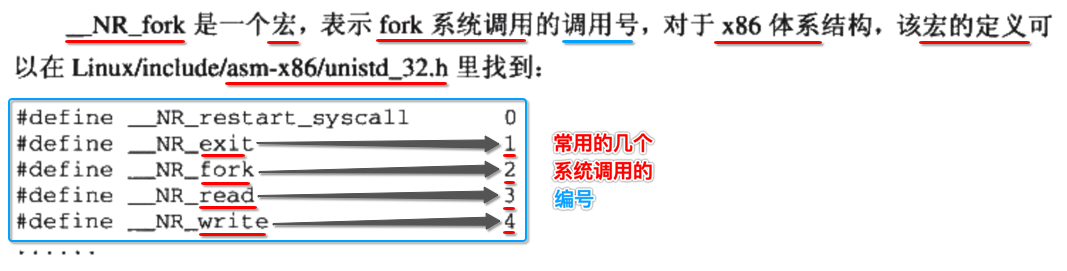 __NR_fork 是一个宏，表示 fork 系统调用的调用号，对于 x86 体系结构，该宏的定义可
以在 Linux/include/asm-x86/unistd_32.h 里找到：
#define __NR_restart_syscall 0
#define __NR_exit 1
#define __NR_fork 2
#define __NR_read 3
#define __NR_write 4
常用的几个
系统调用的
编号
......